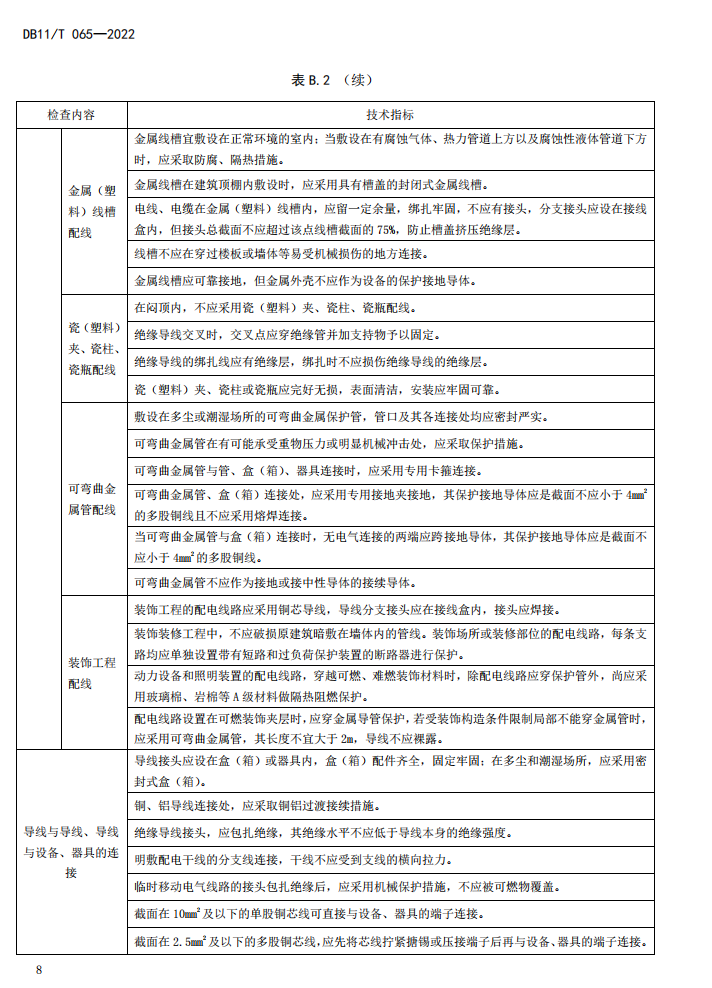 DB11/T 065—2022
表 B.2 （续）
检查内容
技术指标
金属（塑
料）线槽
配线
金属线槽宜敷设在正常环境的室内；当敷设在有腐蚀气体、热力管道上方以及腐蚀性液体管道下方
时，应采取防腐、隔热措施。
金属线槽在建筑顶棚内敷设时，应采用具有槽盖的封闭式金属线槽。
电线、电缆在金属（塑料）线槽内，应留一定余量，绑扎牢固，不应有接头，分支接头应设在接线
盒内，但接头总截面不应超过该点线槽截面的 75%，防止槽盖挤压绝缘层。
线槽不应在穿过楼板或墙体等易受机械损伤的地方连接。
金属线槽应可靠接地，但金属外壳不应作为设备的保护接地导体。
瓷（塑料）
夹、瓷柱、
瓷瓶配线
在闷顶内，不应采用瓷（塑料）夹、瓷柱、瓷瓶配线。
绝缘导线交叉时，交叉点应穿绝缘管并加支持物予以固定。
绝缘导线的绑扎线应有绝缘层，绑扎时不应损伤绝缘导线的绝缘层。
瓷（塑料）夹、瓷柱或瓷瓶应完好无损，表面清洁，安装应牢固可靠。
可弯曲金
属管配线
敷设在多尘或潮湿场所的可弯曲金属保护管，管口及其各连接处均应密封严实。
可弯曲金属管在有可能承受重物压力或明显机械冲击处，应采取保护措施。
可弯曲金属管与管、盒（箱）、器具连接时，应采用专用卡箍连接。
可弯曲金属管、盒（箱）连接处，应采用专用接地夹接地，其保护接地导体应是截面不应小于 4mm²
的多股铜线且不应采用熔焊连接。
当可弯曲金属管与盒（箱）连接时，无电气连接的两端应跨接地导体，其保护接地导体应是截面不
应小于 4mm²的多股铜线。
可弯曲金属管不应作为接地或接中性导体的接续导体。
装饰工程
配线
装饰工程的配电线路应采用铜芯导线，导线分支接头应在接线盒内，接头应焊接。
装饰装修工程中，不应破损原建筑暗敷在墙体内的管线。装饰场所或装修部位的配电线路，每条支
路均应单独设置带有短路和过负荷保护装置的断路器进行保护。
动力设备和照明装置的配电线路，穿越可燃、难燃装饰材料时，除配电线路应穿保护管外，尚应采
用玻璃棉、岩棉等 A 级材料做隔热阻燃保护。
配电线路设置在可燃装饰夹层时，应穿金属导管保护，若受装饰构造条件限制局部不能穿金属管时，
应采用可弯曲金属管，其长度不宜大于 2m，导线不应裸露。
导线与导线、导线
与设备、器具的连
接
导线接头应设在盒（箱）或器具内，盒（箱）配件齐全，固定牢固；在多尘和潮湿场所，应采用密
封式盒（箱）。
铜、铝导线连接处，应采取铜铝过渡接续措施。
绝缘导线接头，应包扎绝缘，其绝缘水平不应低于导线本身的绝缘强度。
明敷配电干线的分支线连接，干线不应受到支线的横向拉力。
临时移动电气线路的接头包扎绝缘后，应采用机械保护措施，不应被可燃物覆盖。
截面在 10mm²及以下的单股铜芯线可直接与设备、器具的端子连接。
截面在 2.5mm²及以下的多股铜芯线，应先将芯线拧紧搪锡或压接端子后再与设备、器具的端子连接。
8